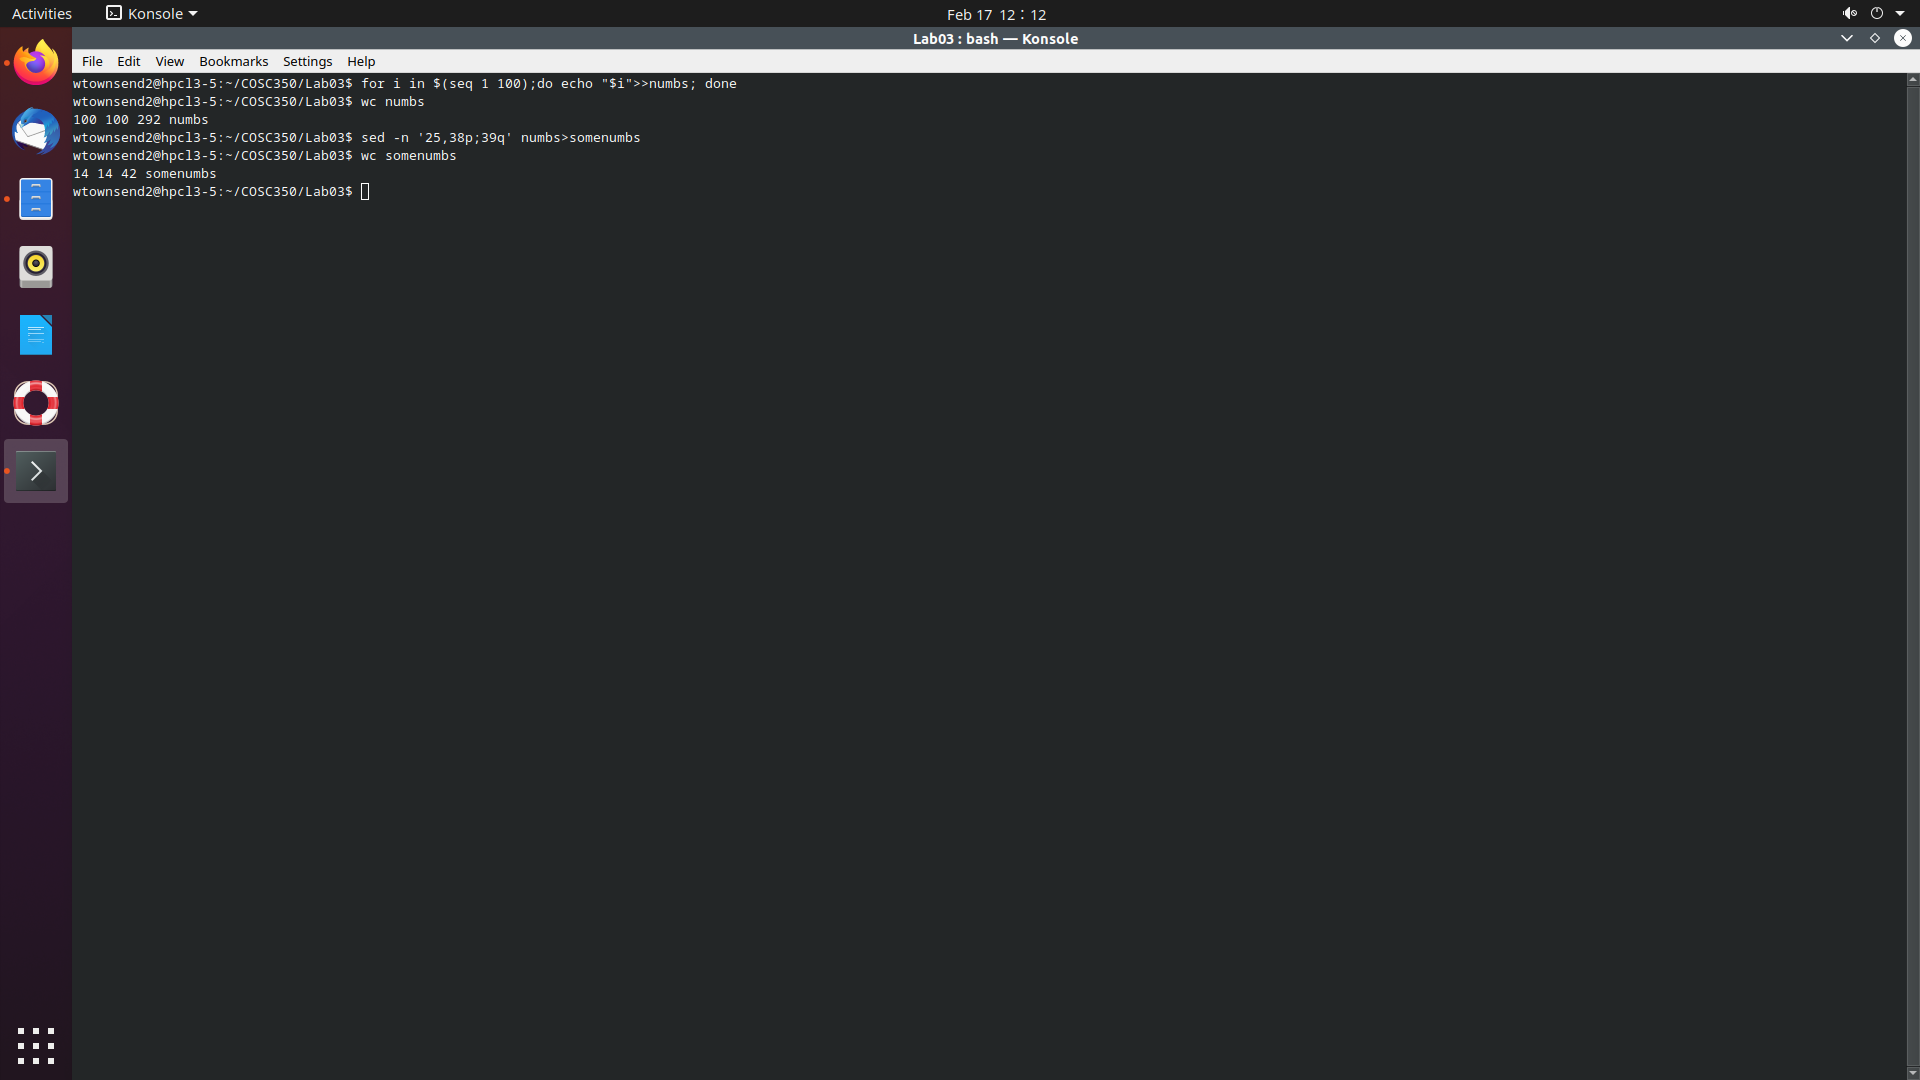 Activities
Konsole
Feb 17 12:12
Lab03 : bash — Konsole
File Edit View Bookmarks Settings Help
wtownsend2@hpcl3-5:~/COSC350/Lab03$ for i in $(seq 1 100);do echo "$i">>numbs; done
wtownsend2@hpcl3-5:~/COSC350/Lab03$ wc numbs
100 100 292 numbs
wtownsend2@hpcl3-5:~/COSC350/Lab03$ sed -n '25,38p;39q' numbs>somenumbs
wtownsend2@hpcl3-5:~/COSC350/Lab03$ wc somenumbs
14 14 42 somenumbs
wtownsend2@hpcl3-5:~/COSC350/Lab03$